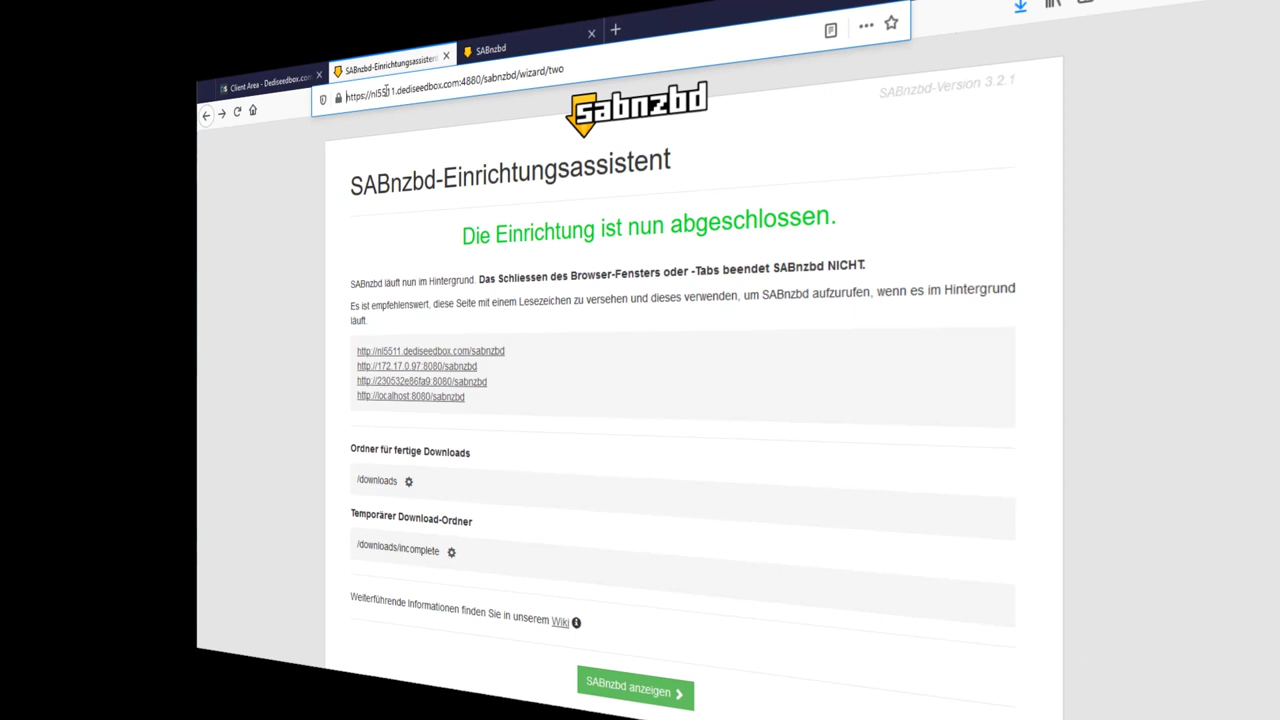 Client Area - Dediseedbox.com
SABnzbd-Einrichtungsassistent
SABnzbd
https://nl5511.dediseedbox.com:4880/sabnzbd/wizard/two
sabnzbd
SABnzbd-Version 3.2.1
SABnzbd-Einrichtungsassistent
Die Einrichtung ist nun abgeschlossen.
SABnzbd läuft nun im Hintergrund. Das Schliessen des Browser-Fensters oder -Tabs beendet SABnzbd NICHT.
Es ist empfehlenswert, diese Seite mit einem Lesezeichen zu versehen und dieses verwenden, um SABnzbd aufzurufen, wenn es im Hintergrund
läuft.
http://nl5511.dediseedbox.com/sabnzbd
http://172.17.0.97:8080/sabnzbd
http://230532e86fa9:8080/sabnzbd
http://localhost:8080/sabnzbd
Ordner für fertige Downloads
/downloads
Temporärer Download-Ordner
/downloads/incomplete
Weiterführende Informationen finden Sie in unserem Wiki
SABnzbd anzeigen